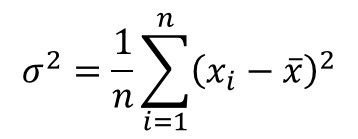 σ² = 1/n ∑ᵢ₌₁ⁿ (xᵢ − x̄)²